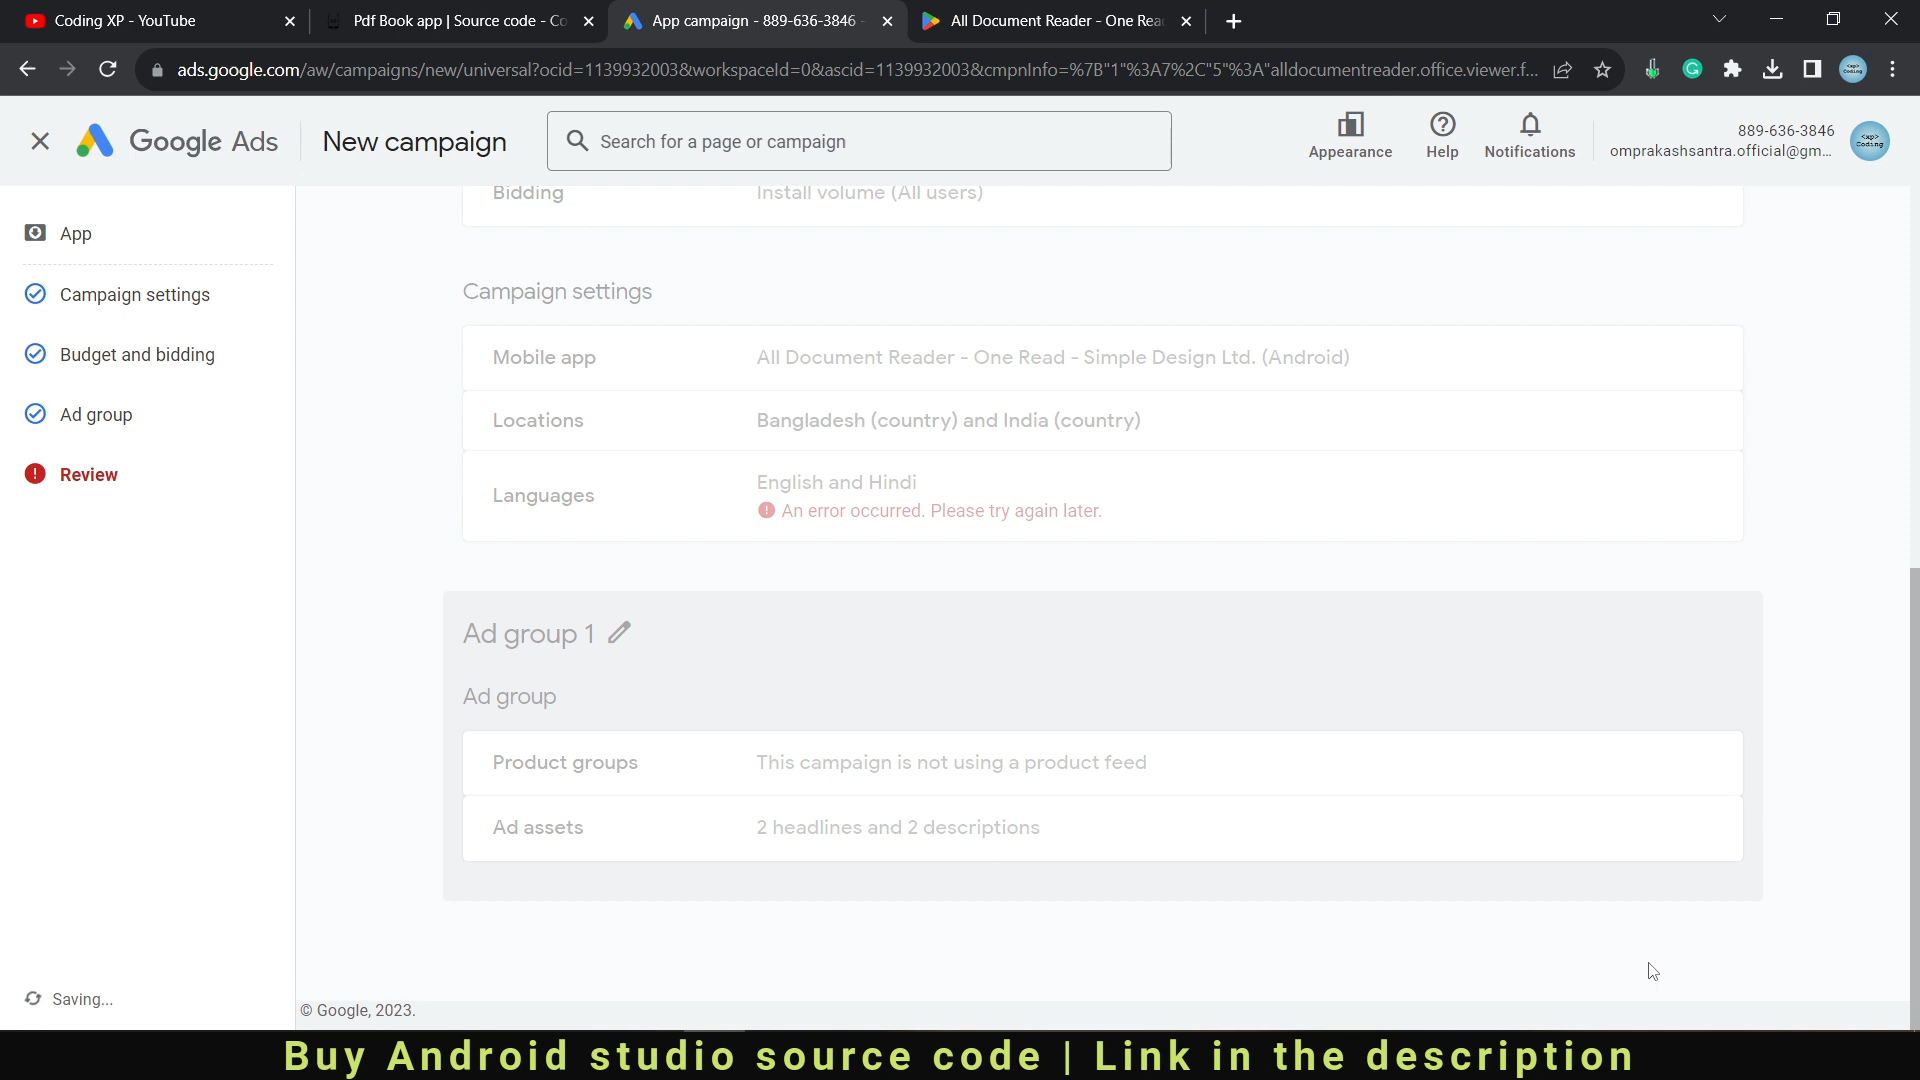 Coding XP - YouTube
Pdf Book app | Source code - Co
App campaign - 889-636-3846 -
All Document Reader - One Rea
ads.google.com/aw/campaigns/new/universal?ocid=1139932003&workspaceId=0&ascid=1139932003&cmpnInfo=%7B"1"%3A7%2C"5"%3A"alldocumentreader.office.viewer.f...
Google Ads
New campaign
Search for a page or campaign
Appearance
Help
Notifications
889-636-3846
omprakashsantra.official@gm...
<xp>
Coding
App
Campaign settings
Budget and bidding
Ad group
Review
Bidding
Install volume (All users)
Campaign settings
Mobile app
All Document Reader - One Read - Simple Design Ltd. (Android)
Locations
Bangladesh (country) and India (country)
Languages
English and Hindi
An error occurred. Please try again later.
Ad group 1
Ad group
Product groups
This campaign is not using a product feed
Ad assets
2 headlines and 2 descriptions
Saving...
© Google, 2023.
Buy Android studio source code | Link in the description